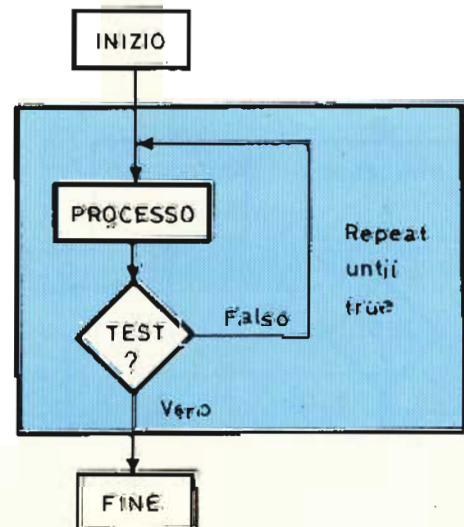 INIZIO
PROCESSO
Repeat
until
true
TEST
?
Falso
Vero
FINE